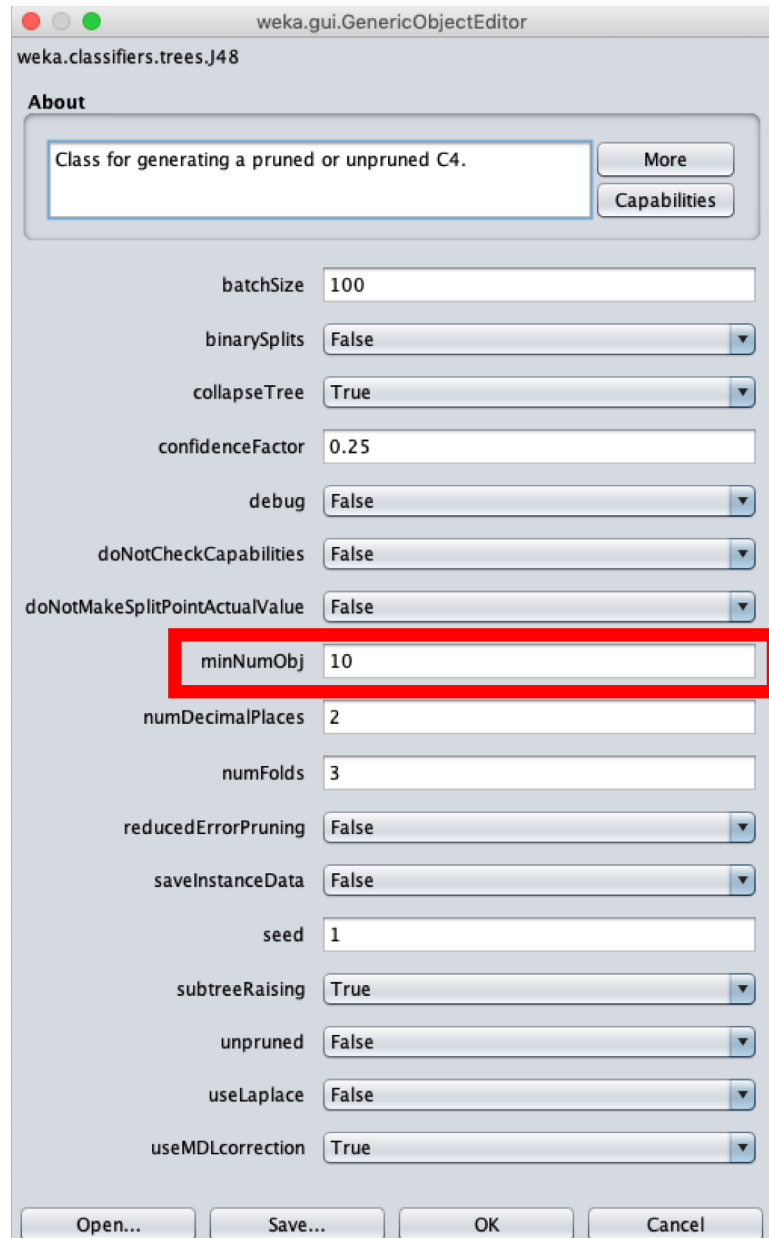 weka.gui.GenericObjectEditor
weka.classifiers.trees.J48
About
Class for generating a pruned or unpruned C4.
More
Capabilities
batchSize 100
binarySplits False
collapseTree True
confidenceFactor 0.25
debug False
doNotCheckCapabilities False
doNotMakeSplitPointActualValue False
minNumObj 10
numDecimalPlaces 2
numFolds 3
reducedErrorPruning False
saveInstanceData False
seed 1
subtreeRaising True
unpruned False
useLaplace False
useMDLcorrection True
Open... Save... OK Cancel